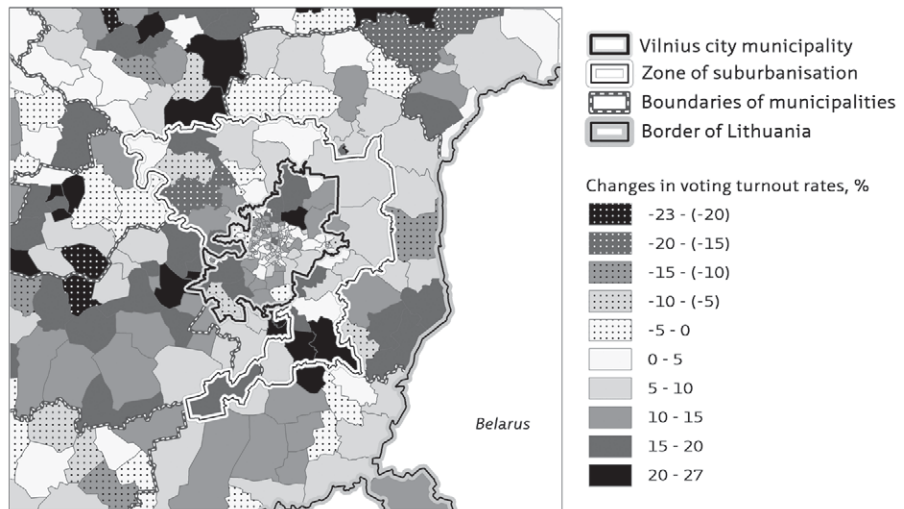 Vilnius city municipality
Zone of suburbanisation
Boundaries of municipalities
Border of Lithuania
Changes in voting turnout rates, %
-23 - (-20)
-20 - (-15)
-15 - (-10)
-10 - (-5)
-5 - 0
0 - 5
5 - 10
10 - 15
15 - 20
20 - 27
Belarus